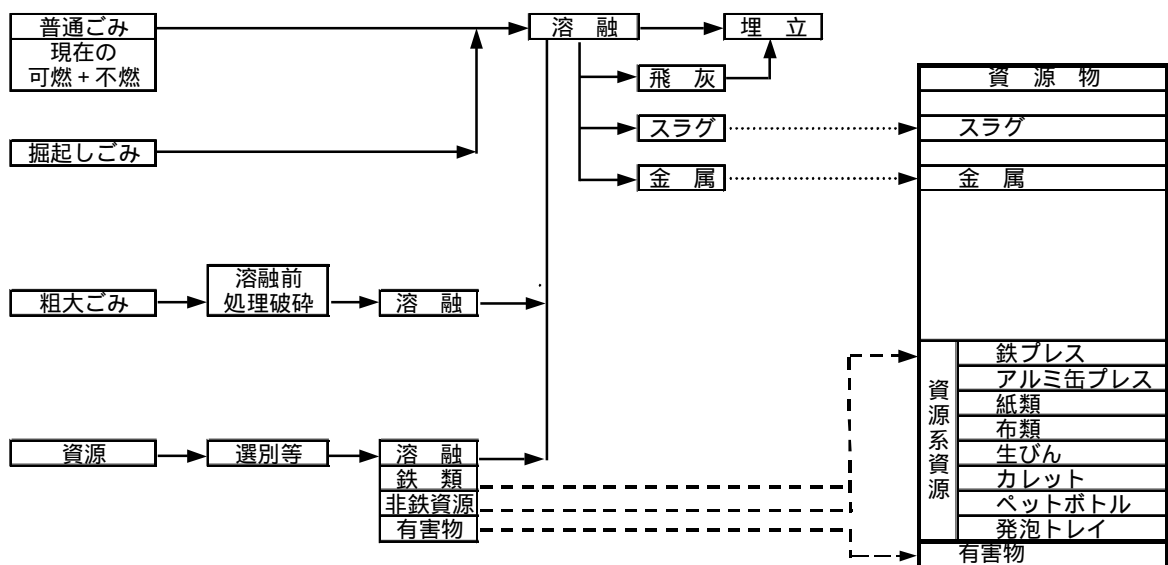 普通ごみ
現在の
可燃+不燃
掘起しごみ
粗大ごみ
溶融前
処理破砕
溶 融
資源
選別等
溶 融
鉄 類
非鉄資源
有害物
溶 融
埋 立
飛 灰
スラグ
金 属
資 源 物
スラグ
金 属
資源系資源
鉄プレス
アルミ缶プレス
紙類
布類
生びん
カレット
ペットボトル
発泡トレイ
有害物